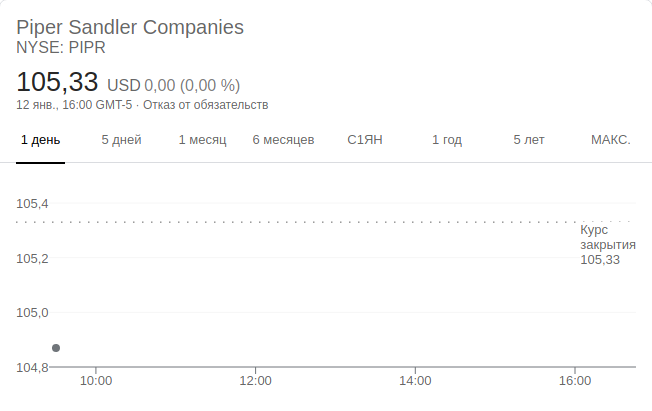 Piper Sandler Companies
NYSE: PIPR
105,33 USD 0,00 (0,00 %)
12 янв., 16:00 GMT-5 · Отказ от обязательств
1 день 5 дней 1 месяц 6 месяцев С1ЯН 1 год 5 лет МАКС.
105,4
Курс
закрытия
105,33
105,2
105,0
104,8
10:00 12:00 14:00 16:00